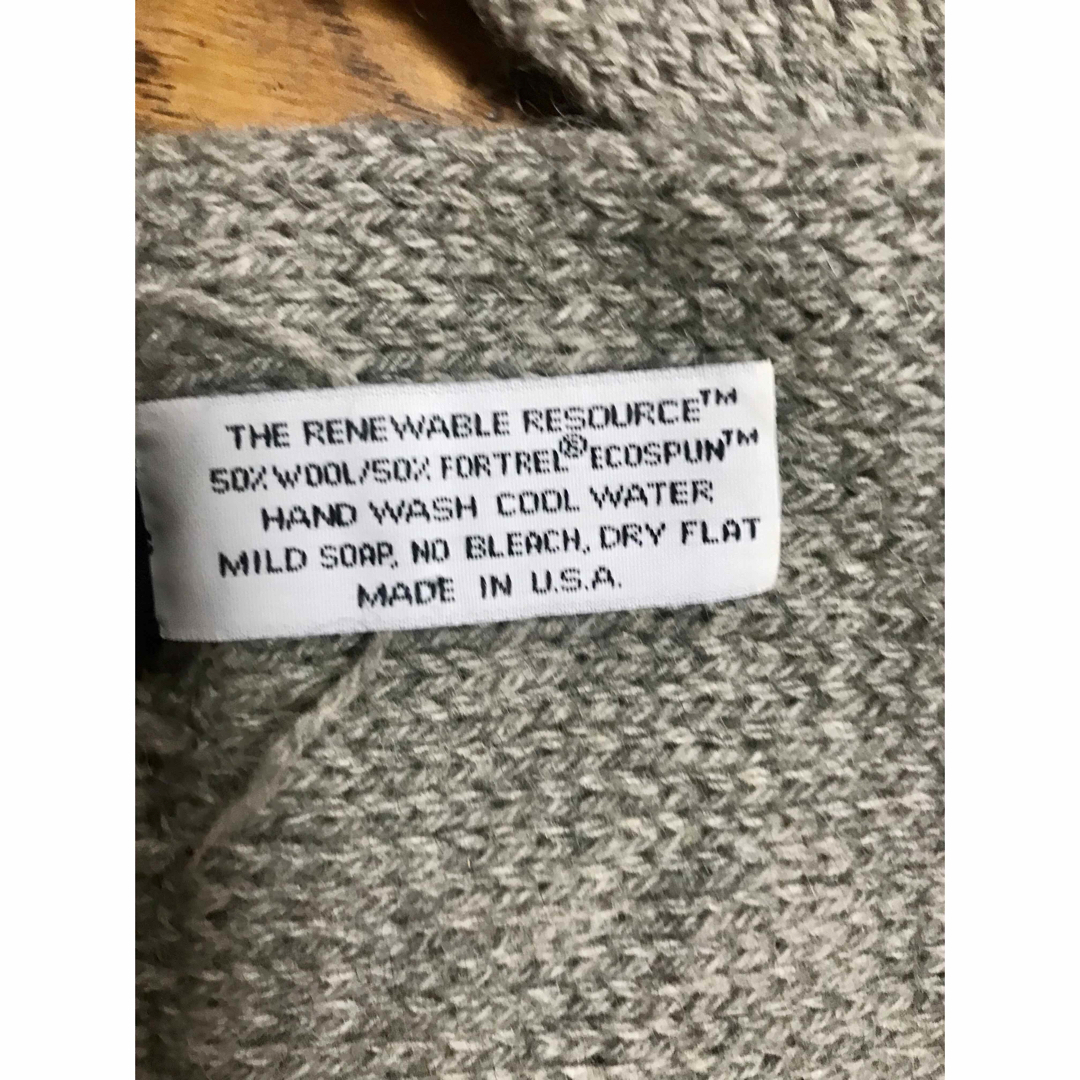 THE RENEWABLE RESOURCE™
50% WOOL/50% FORTREL® ECOSPUN™
HAND WASH COOL WATER
MILD SOAP, NO BLEACH, DRY FLAT
MADE IN U.S.A.